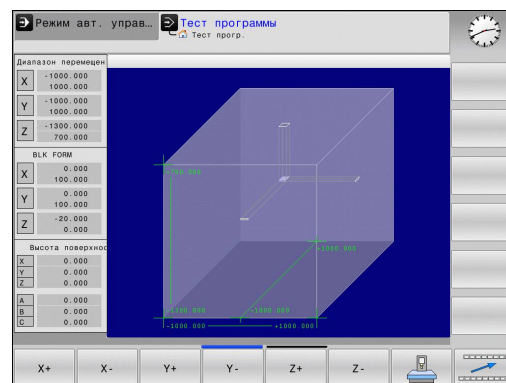 Режим авт. управ…
Тест программы
Тест прогр.
Диапазон перемещен
X -1000.000
1000.000
Y -1000.000
1000.000
Z -1300.000
700.000
BLK FORM
X 0.000
100.000
Y 0.000
100.000
Z -20.000
0.000
Высота поверхнос
X 0.000
Y 0.000
Z 0.000
A 0.000
B 0.000
C 0.000
+700.000
+1000.000
-1300.000
-1000.000
-1000.000
+1000.000
X+ X- Y+ Y- Z+ Z-